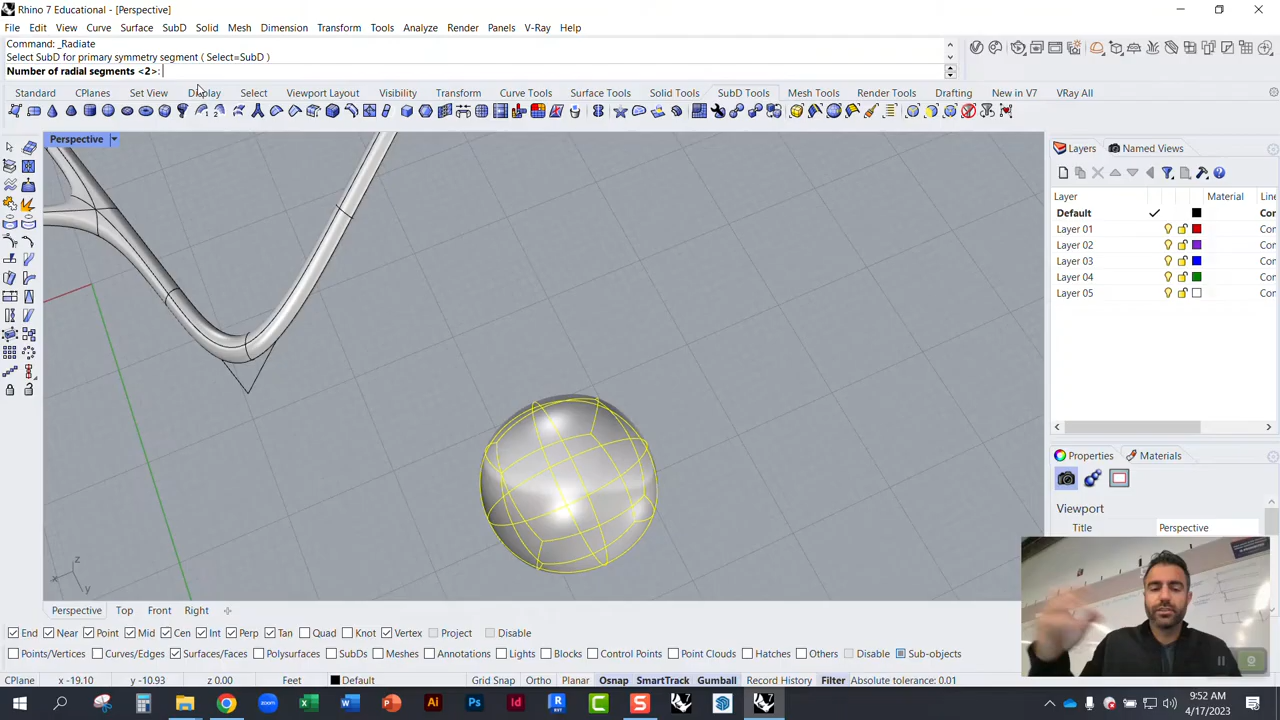 Rhino 7 Educational - [Perspective]
File Edit View Curve Surface SubD Solid Mesh Dimension Transform Tools Analyze Render Panels V-Ray Help
Command: _Radiate
Select SubD for primary symmetry segment ( Select=SubD )
Number of radial segments <2>:
Standard CPlanes Set View Display Select Viewport Layout Visibility Transform Curve Tools Surface Tools Solid Tools SubD Tools Mesh Tools Render Tools Drafting New in V7 VRay All
Perspective
Layers Named Views
Layer Material Line
Default Con
Layer 01 Con
Layer 02 Con
Layer 03 Con
Layer 04 Con
Layer 05 Con
Properties Materials
Viewport
Title Perspective
z
x
y
Perspective Top Front Right
End Near Point Mid Cen Int Perp Tan Quad Knot Vertex Project Disable
Points/Vertices Curves/Edges Surfaces/Faces Polysurfaces SubDs Meshes Annotations Lights Blocks Control Points Point Clouds Hatches Others Disable Sub-objects
CPlane x -19.10 y -10.93 z 0.00 Feet Default Grid Snap Ortho Planar Osnap SmartTrack Gumball Record History Filter Absolute tolerance: 0.01
9:52 AM
4/17/2023